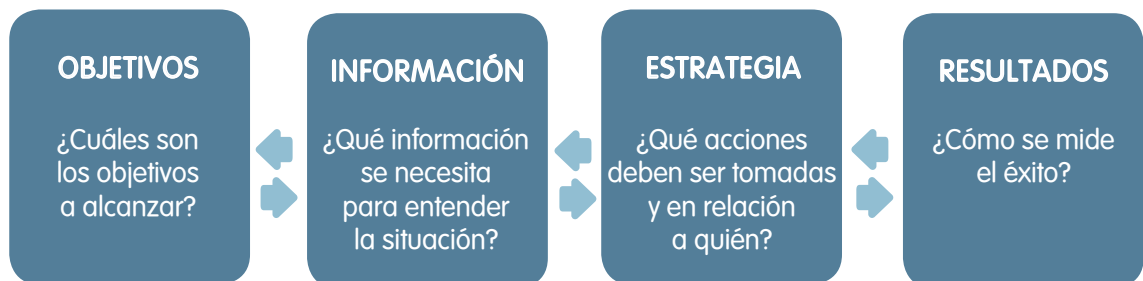 OBJETIVOS
¿Cuáles son
los objetivos
a alcanzar?
INFORMACIÓN
¿Qué información
se necesita
para entender
la situación?
ESTRATEGIA
¿Qué acciones
deben ser tomadas
y en relación
a quién?
RESULTADOS
¿Cómo se mide
el éxito?